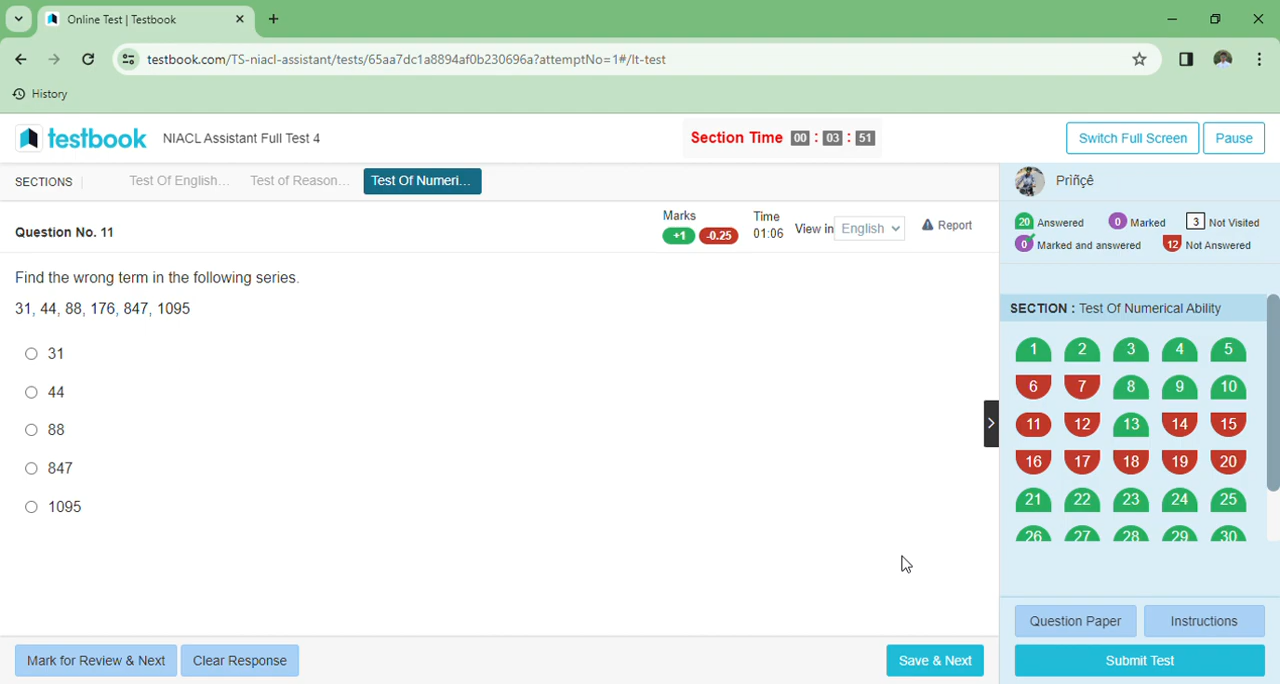 Online Test | Testbook
testbook.com/TS-niacl-assistant/tests/65aa7dc1a8894af0b230696a?attemptNo=1#/lt-test
History
testbook NIACL Assistant Full Test 4 Section Time 00 : 03 : 51 Switch Full Screen Pause
SECTIONS Test Of English... Test of Reason... Test Of Numeri... Prïñçê
Question No. 11 Marks +1 -0.25 Time 01:06 View in English Report
20 Answered 0 Marked 3 Not Visited
0 Marked and answered 12 Not Answered
Find the wrong term in the following series.
31, 44, 88, 176, 847, 1095
31
44
88
847
1095
SECTION : Test Of Numerical Ability
1 2 3 4 5
6 7 8 9 10
11 12 13 14 15
16 17 18 19 20
21 22 23 24 25
26 27 28 29 30
Question Paper Instructions
Mark for Review & Next Clear Response Save & Next Submit Test